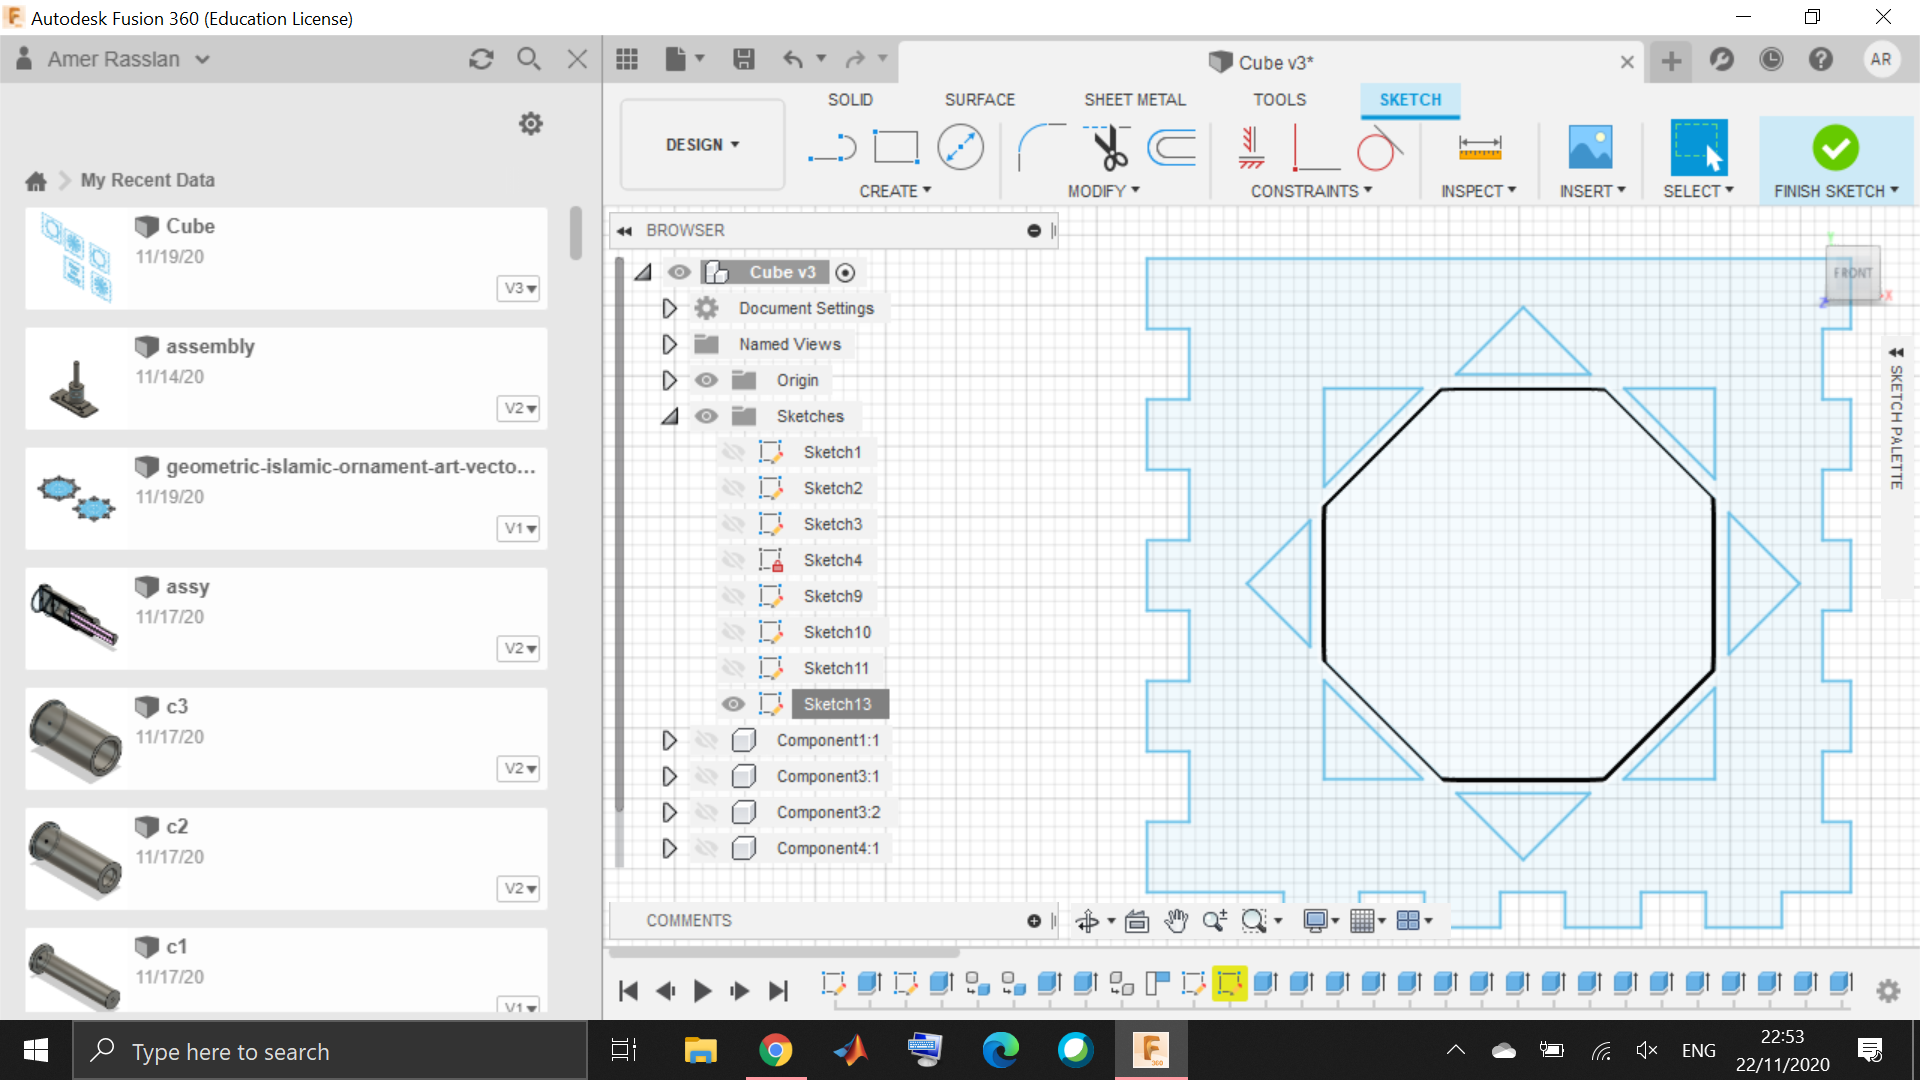 Autodesk Fusion 360 (Education License)
Amer Rasslan
My Recent Data
Cube
11/19/20
V3
assembly
11/14/20
V2
geometric-islamic-ornament-art-vecto...
11/19/20
V1
assy
11/17/20
V2
c3
11/17/20
V2
c2
11/17/20
V2
c1
11/17/20
V1
Cube v3*
AR
DESIGN
SOLID
SURFACE
SHEET METAL
TOOLS
SKETCH
CREATE
MODIFY
CONSTRAINTS
INSPECT
INSERT
SELECT
FINISH SKETCH
BROWSER
Cube v3
Document Settings
Named Views
Origin
Sketches
Sketch1
Sketch2
Sketch3
Sketch4
Sketch9
Sketch10
Sketch11
Sketch13
Component1:1
Component3:1
Component3:2
Component4:1
COMMENTS
Y
FRONT
X
Z
SKETCH PALETTE
Type here to search
ENG
22:53
22/11/2020